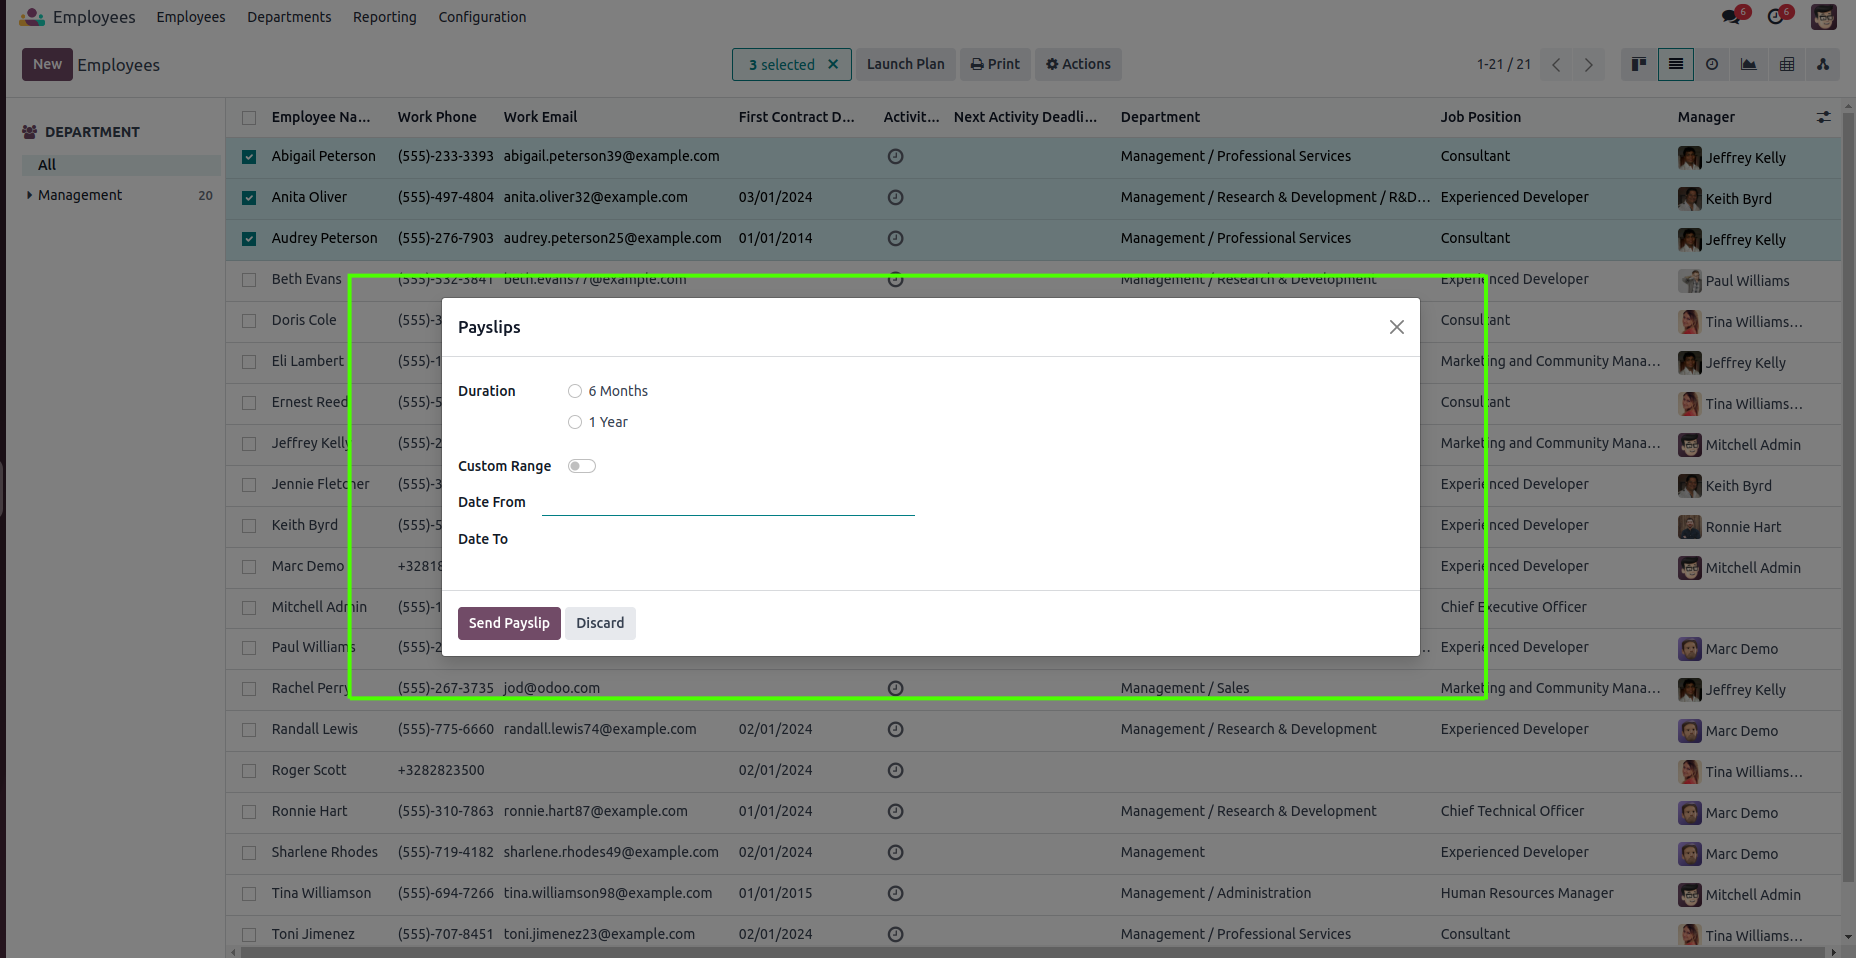 Employees Employees Departments Reporting Configuration 6 6
New Employees 3 selected × Launch Plan Print Actions 1-21 / 21
DEPARTMENT
All
Management 20
Employee Na... Work Phone Work Email First Contract D... Activit... Next Activity Deadli... Department Job Position Manager
Abigail Peterson (555)-233-3393 abigail.peterson39@example.com Management / Professional Services Consultant Jeffrey Kelly
Anita Oliver (555)-497-4804 anita.oliver32@example.com 03/01/2024 Management / Research & Development / R&D... Experienced Developer Keith Byrd
Audrey Peterson (555)-276-7903 audrey.peterson25@example.com 01/01/2014 Management / Professional Services Consultant Jeffrey Kelly
Beth Evans (555)-532-3841 beth.evans77@example.com Management / Research & Development Experienced Developer Paul Williams
Doris Cole (555)-3 Consultant Tina Williams...
Eli Lambert (555)-1 Marketing and Community Mana... Jeffrey Kelly
Ernest Reed (555)-5 Consultant Tina Williams...
Jeffrey Kelly (555)-2 Marketing and Community Mana... Mitchell Admin
Jennie Fletcher (555)-3 Experienced Developer Keith Byrd
Keith Byrd (555)-5 Experienced Developer Ronnie Hart
Marc Demo +32818 Experienced Developer Mitchell Admin
Mitchell Admin (555)-1 Chief Executive Officer
Paul Williams (555)-2 .. Experienced Developer Marc Demo
Rachel Perry (555)-267-3735 jod@odoo.com Management / Sales Marketing and Community Mana... Jeffrey Kelly
Randall Lewis (555)-775-6660 randall.lewis74@example.com 02/01/2024 Management / Research & Development Experienced Developer Marc Demo
Roger Scott +3282823500 02/01/2024 Tina Williams...
Ronnie Hart (555)-310-7863 ronnie.hart87@example.com 01/01/2024 Management / Research & Development Chief Technical Officer Marc Demo
Sharlene Rhodes (555)-719-4182 sharlene.rhodes49@example.com 02/01/2024 Management Experienced Developer Marc Demo
Tina Williamson (555)-694-7266 tina.williamson98@example.com 01/01/2015 Management / Administration Human Resources Manager Mitchell Admin
Toni Jimenez (555)-707-8451 toni.jimenez23@example.com 02/01/2024 Management / Professional Services Consultant Tina Williams...
Payslips
Duration 6 Months
1 Year
Custom Range
Date From
Date To
Send Payslip Discard